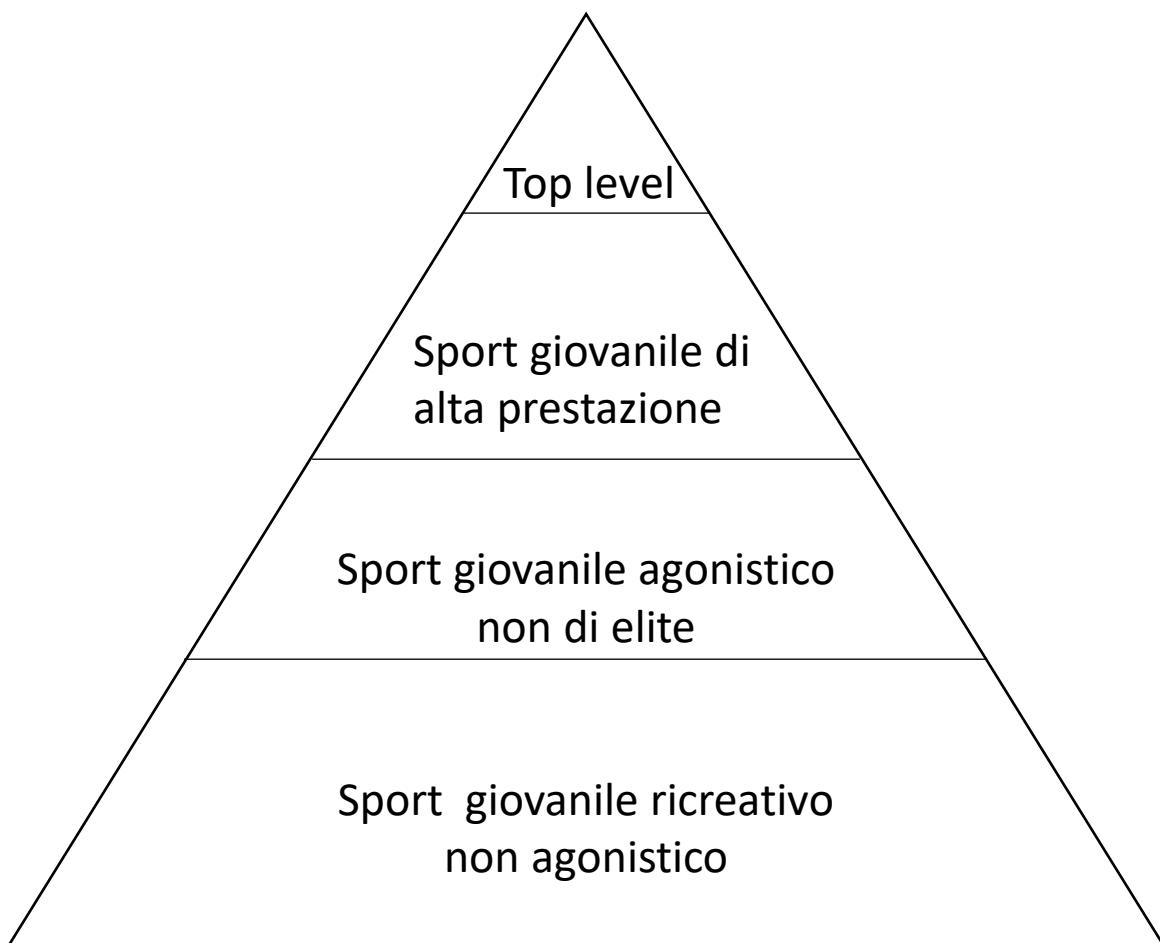 Top level
Sport giovanile di
alta prestazione
Sport giovanile agonistico
non di elite
Sport  giovanile ricreativo
non agonistico